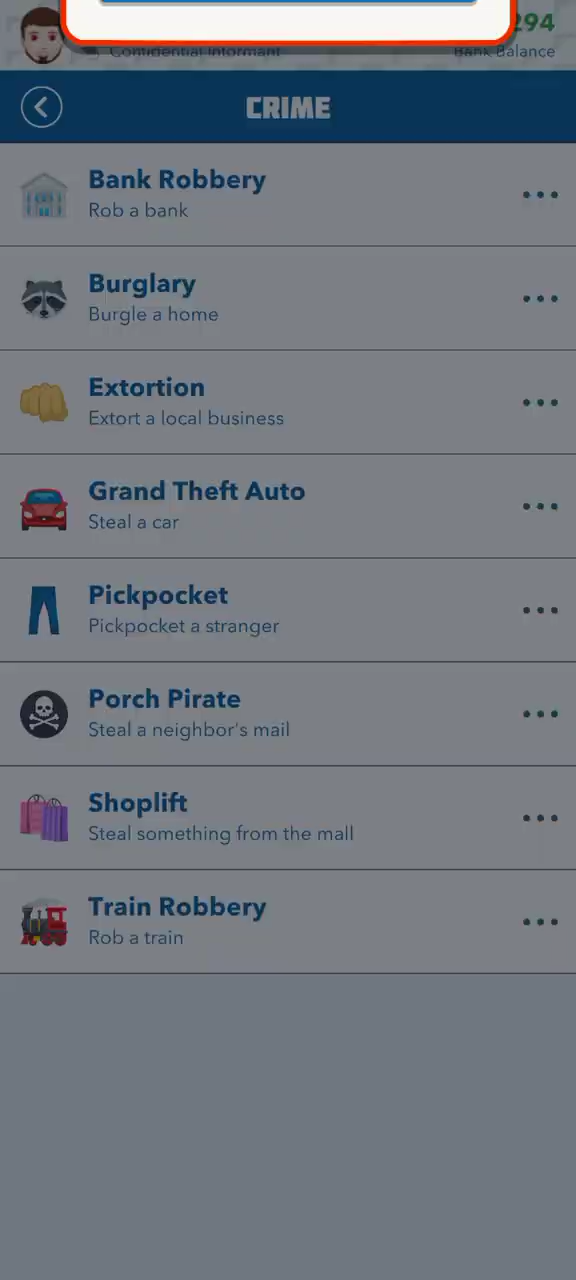 294
Confidential Informant
Bank Balance
CRIME
Bank Robbery
Rob a bank
Burglary
Burgle a home
Extortion
Extort a local business
Grand Theft Auto
Steal a car
Pickpocket
Pickpocket a stranger
Porch Pirate
Steal a neighbor's mail
Shoplift
Steal something from the mall
Train Robbery
Rob a train